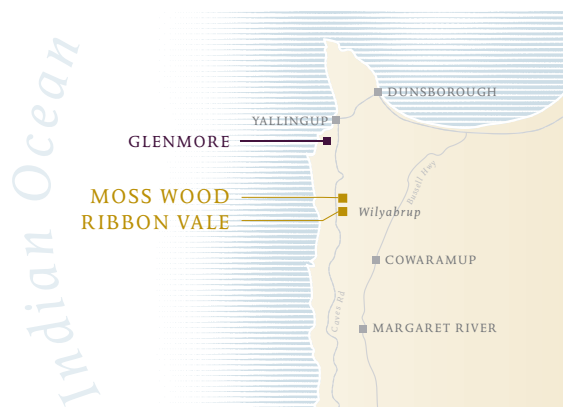 Indian Ocean
DUNSBOROUGH
YALLINGUP
GLENMORE
Bussell Hwy
MOSS WOOD
Wilyabrup
RIBBON VALE
COWARAMUP
Caves Rd
MARGARET RIVER